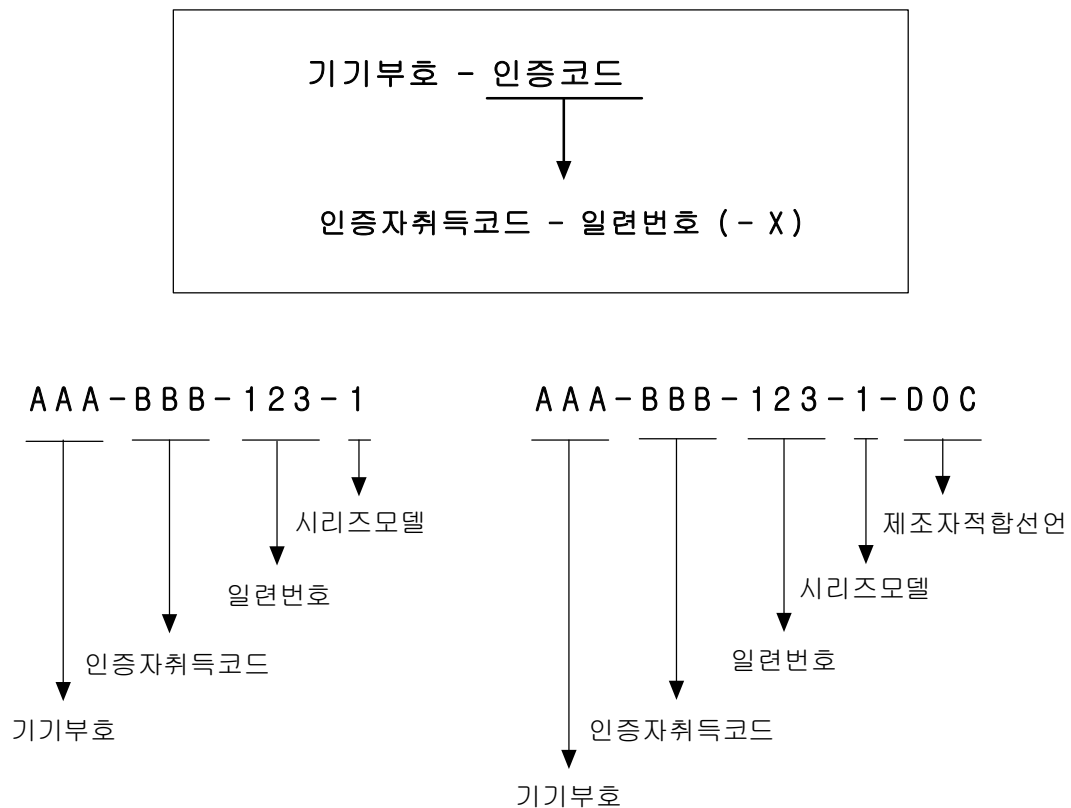 기기부호 - 인증코드
인증자취득코드 - 일련번호 (- X)
AAA-BBB-123-1
시리즈모델
일련번호
인증자취득코드
기기부호
AAA-BBB-123-1-DOC
제조자적합선언
시리즈모델
일련번호
인증자취득코드
기기부호